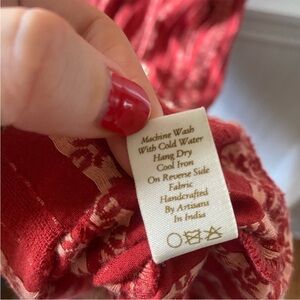 Machine Wash
With Cold Water
Hang Dry
Cool Iron
On Reverse Side
Fabric
Handcrafted
By Artisans
In India